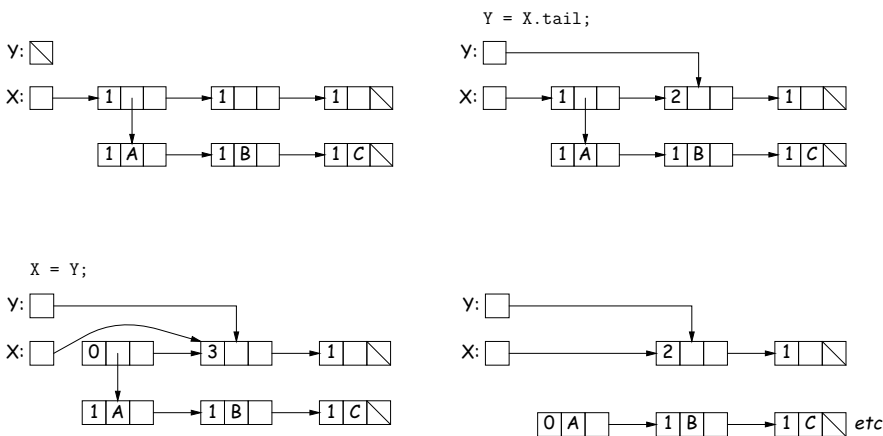 Y:
X: 1 1 1
1 A 1 B 1 C
Y = X.tail;
Y:
X: 1 2 1
1 A 1 B 1 C
X = Y;
Y:
X: 0 3 1
1 A 1 B 1 C
Y:
X: 2 1
0 A 1 B 1 C etc